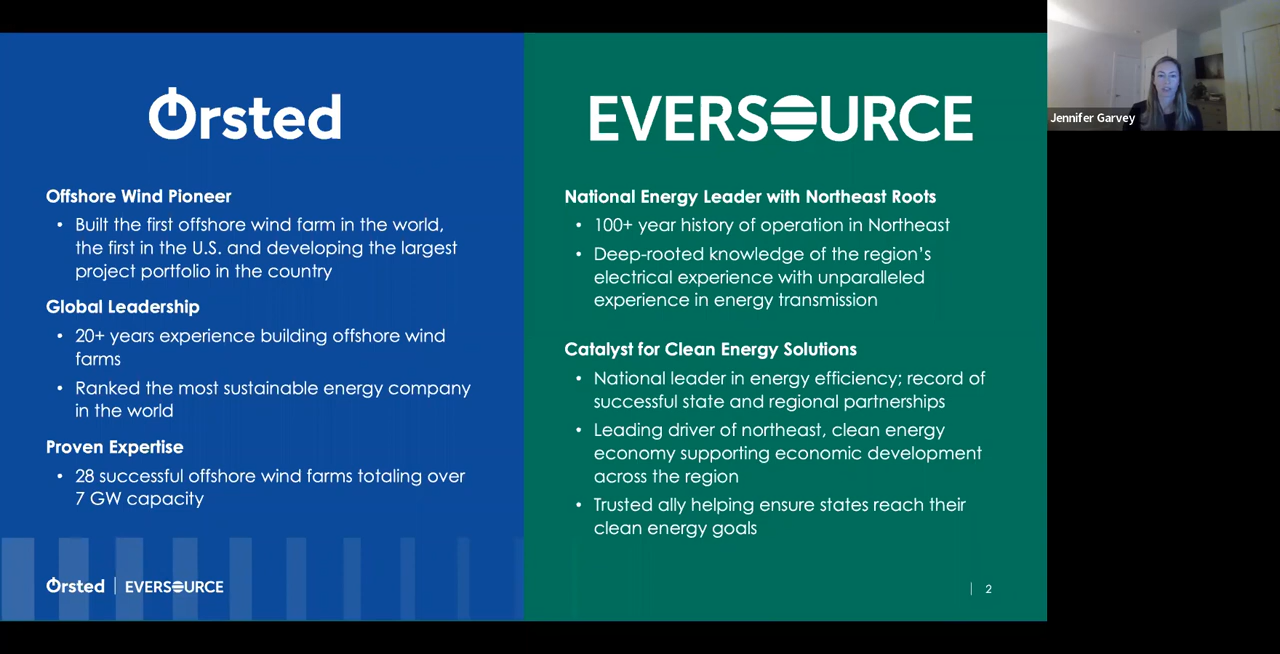 Ørsted
Offshore Wind Pioneer
• Built the first offshore wind farm in the world,
the first in the U.S. and developing the largest
project portfolio in the country
Global Leadership
• 20+ years experience building offshore wind
farms
• Ranked the most sustainable energy company
in the world
Proven Expertise
• 28 successful offshore wind farms totaling over
7 GW capacity
EVERSOURCE
National Energy Leader with Northeast Roots
• 100+ year history of operation in Northeast
• Deep-rooted knowledge of the region's
electrical experience with unparalleled
experience in energy transmission
Catalyst for Clean Energy Solutions
• National leader in energy efficiency; record of
successful state and regional partnerships
• Leading driver of northeast, clean energy
economy supporting economic development
across the region
• Trusted ally helping ensure states reach their
clean energy goals
Ørsted | EVERSOURCE
| 2
Jennifer Garvey